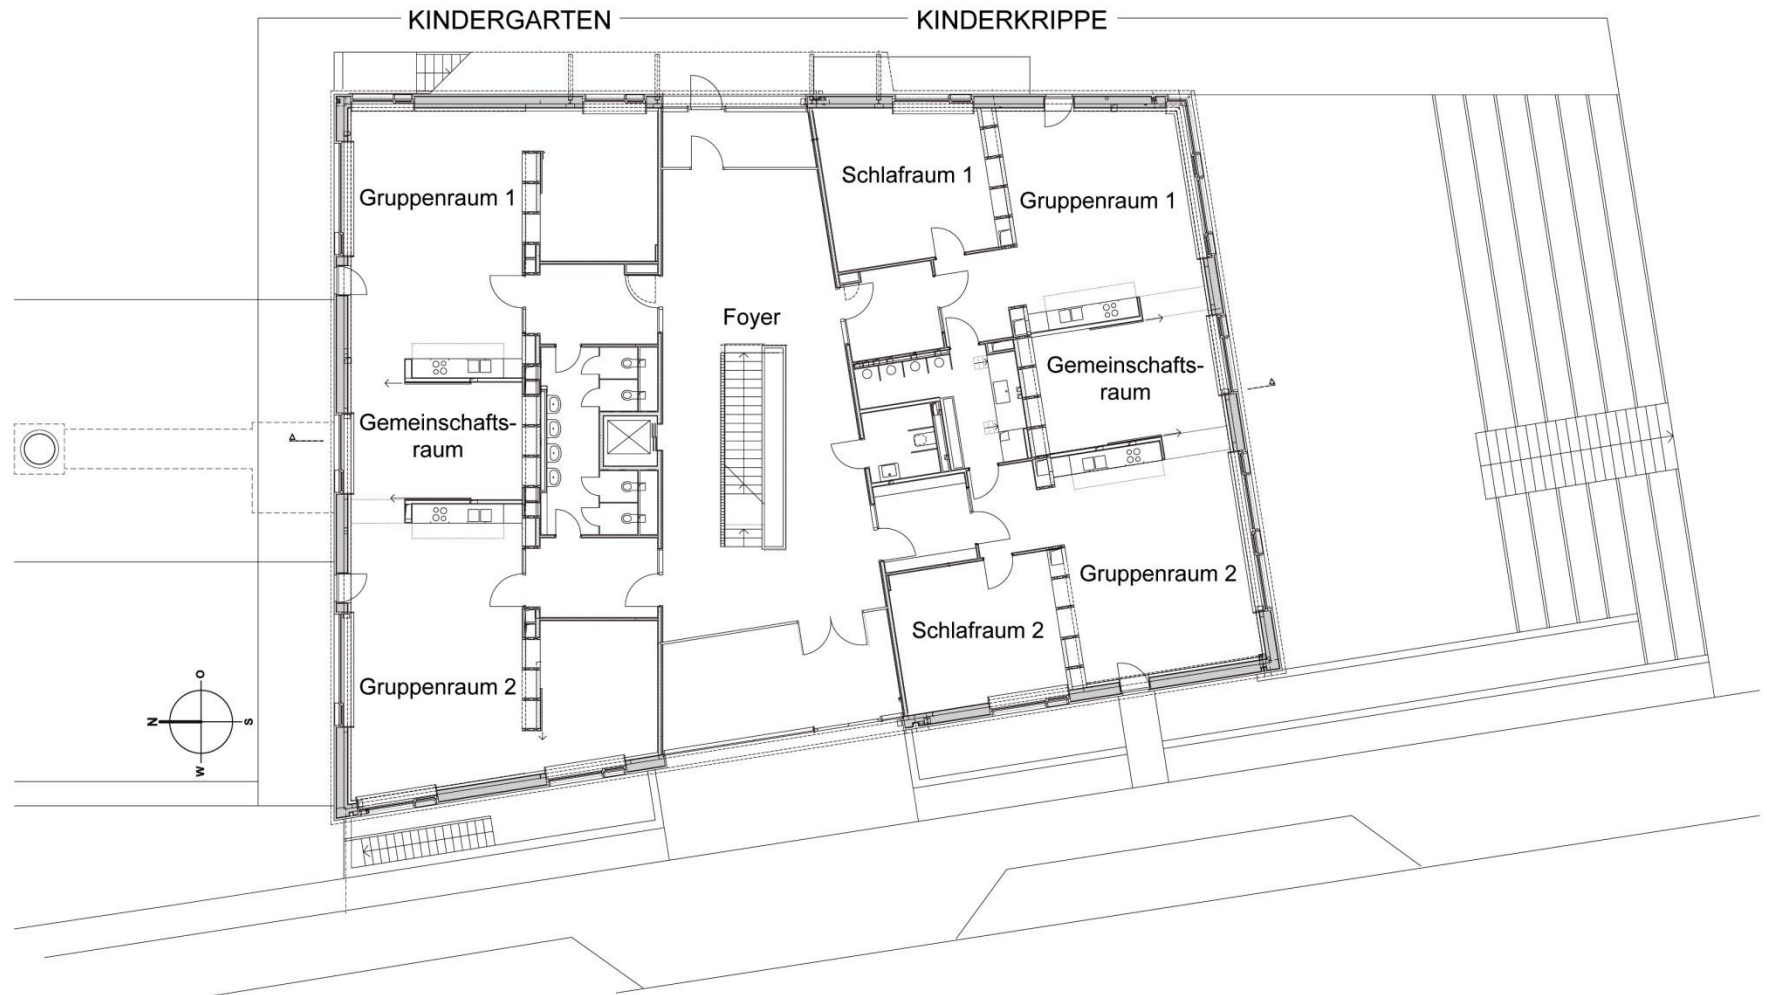 KINDERGARTEN
KINDERKRIPPE
Schlafraum 1
Gruppenraum 1
Gruppenraum 1
Foyer
Gemeinschafts-
raum
Gemeinschafts-
raum
Gruppenraum 2
Schlafraum 2
Gruppenraum 2
O
N
S
W